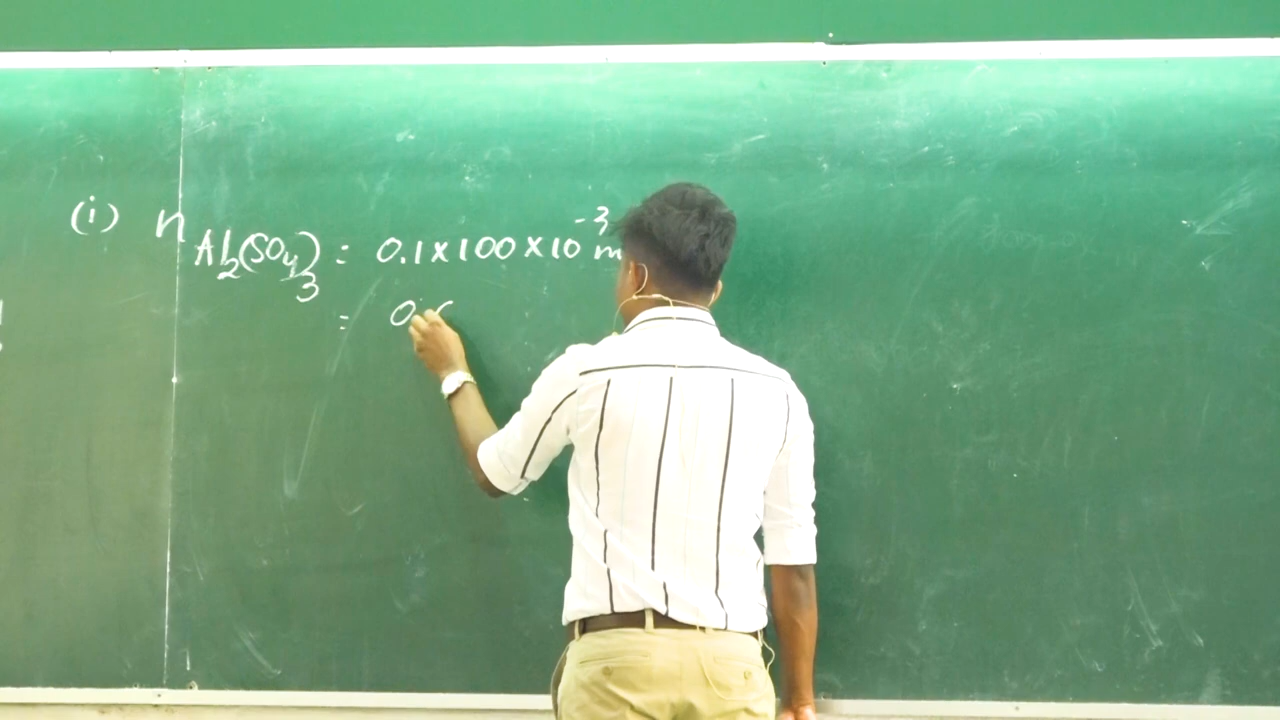 (i) n Al₂(SO₄)₃ = 0.1 × 100 × 10⁻³ m
= 0.